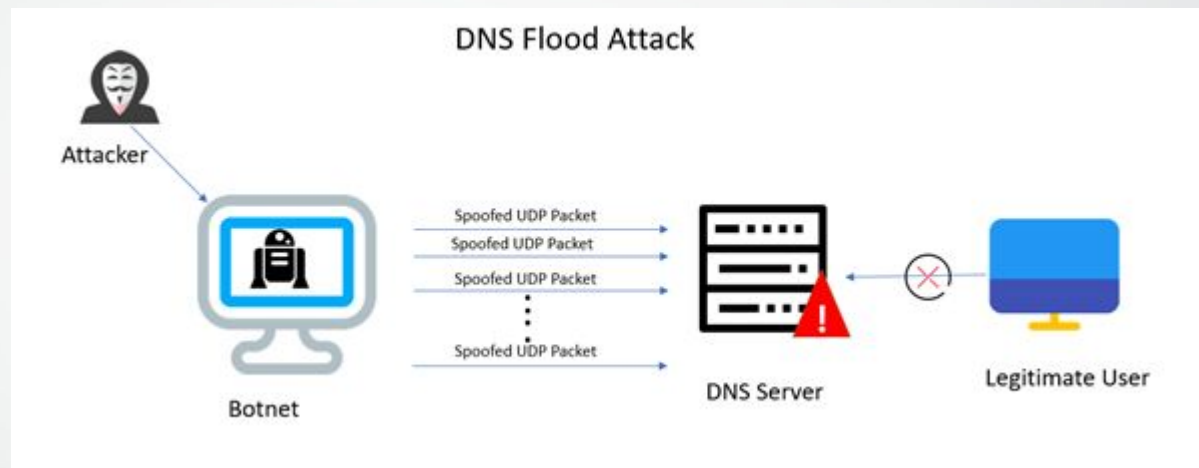 DNS Flood Attack
Attacker
Spoofed UDP Packet
Spoofed UDP Packet
Spoofed UDP Packet
Spoofed UDP Packet
Botnet
DNS Server
Legitimate User